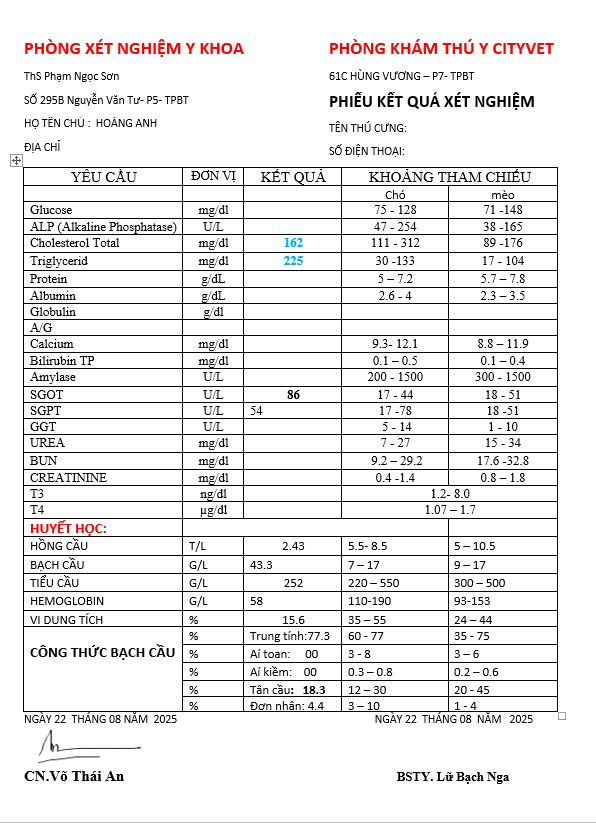 PHÒNG XÉT NGHIỆM Y KHOA
PHÒNG KHÁM THÚ Y CITYVET
ThS Phạm Ngọc Sơn
61C HÙNG VƯƠNG – P7- TPBT
SỐ 295B Nguyễn Văn Tư- P5- TPBT
PHIẾU KẾT QUẢ XÉT NGHIỆM
HỌ TÊN CHỦ : HOÀNG ANH
TÊN THÚ CƯNG:
ĐỊA CHỈ
SỐ ĐIỆN THOẠI:
YÊU CẦU ĐƠN VỊ KẾT QUẢ KHOẢNG THAM CHIẾU
Chó mèo
Glucose mg/dl 75 - 128 71 -148
ALP (Alkaline Phosphatase) U/L 47 - 254 38 -165
Cholesterol Total mg/dl 162 111 - 312 89 -176
Triglycerid mg/dl 225 30 -133 17 - 104
Protein g/dL 5 – 7.2 5.7 - 7.8
Albumin g/dL 2.6 - 4 2.3 – 3.5
Globulin g/dl
A/G
Calcium mg/dl 9.3- 12.1 8.8 – 11.9
Bilirubin TP mg/dl 0.1 – 0.5 0.1 – 0.4
Amylase U/L 200 - 1500 300 - 1500
SGOT U/L 86 17 - 44 18 - 51
SGPT U/L 54 17 -78 18 -51
GGT U/L 5 - 14 1 - 10
UREA mg/dl 7 - 27 15 - 34
BUN mg/dl 9.2 – 29.2 17.6 -32.8
CREATININE mg/dl 0.4 -1.4 0.8 – 1.8
T3 ng/dl 1.2- 8.0
T4 µg/dl 1.07 – 1.7
HUYẾT HỌC:
HỒNG CẦU T/L 2.43 5.5- 8.5 5 – 10.5
BẠCH CẦU G/L 43.3 7 – 17 9 – 17
TIỂU CẦU G/L 252 220 – 550 300 – 500
HEMOGLOBIN G/L 58 110-190 93-153
VI DUNG TÍCH % 15.6 35 – 55 24 – 44
CÔNG THỨC BẠCH CẦU
% Trung tính:77.3 60 - 77 35 - 75
% Aí toan: 00 3 - 8 3 – 6
% Aí kiềm: 00 0.3 – 0.8 0.2 – 0.6
% Tân cầu: 18.3 12 – 30 20 - 45
% Đơn nhân: 4.4 3 – 10 1 - 4
NGÀY 22 THÁNG 08 NĂM 2025
NGÀY 22 THÁNG 08 NĂM 2025
CN.Võ Thái An
BSTY. Lữ Bạch Nga